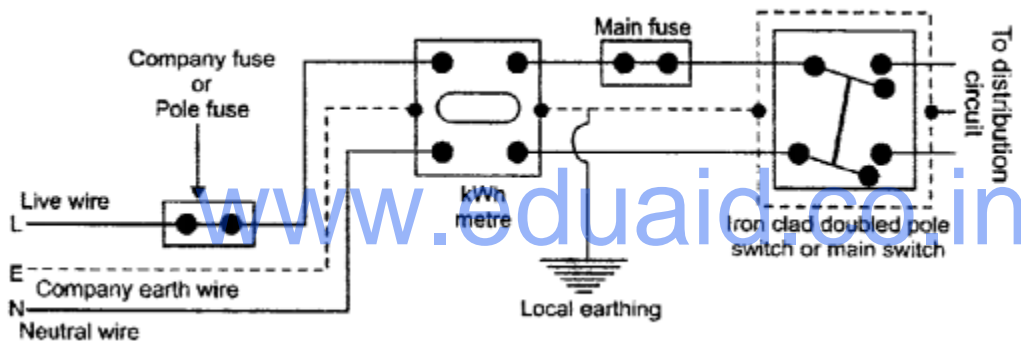 Company fuse
or
Pole fuse
Main fuse
To distribution
circuit
Live wire
L
kWh
metre
Iron clad doubled pole
switch or main switch
E
Company earth wire
N
Neutral wire
Local earthing
www.eduaid.co.in